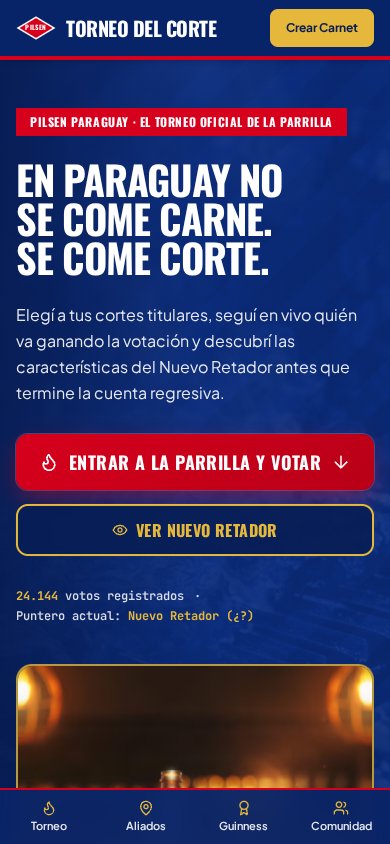 PILSEN
TORNEO DEL CORTE
Crear Carnet
PILSEN PARAGUAY · EL TORNEO OFICIAL DE LA PARRILLA
EN PARAGUAY NO
SE COME CARNE.
SE COME CORTE.
Elegí a tus cortes titulares, seguí en vivo quién
va ganando la votación y descubrí las
características del Nuevo Retador antes que
termine la cuenta regresiva.
ENTRAR A LA PARRILLA Y VOTAR
VER NUEVO RETADOR
24.144 votos registrados ·
Puntero actual: Nuevo Retador (¿?)
Torneo
Aliados
Guinness
Comunidad